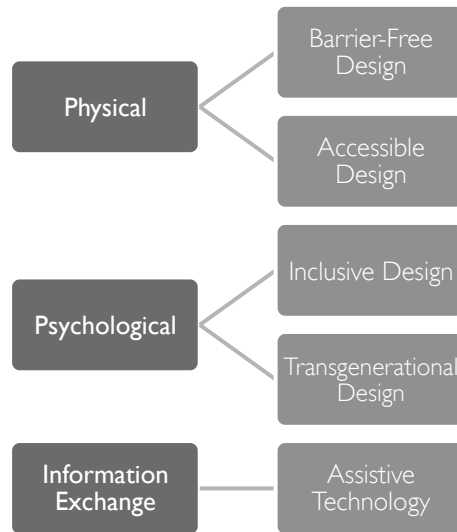 Physical
Barrier-Free
Design
Accessible
Design
Psychological
Inclusive Design
Transgenerational
Design
Information
Exchange
Assistive
Technology